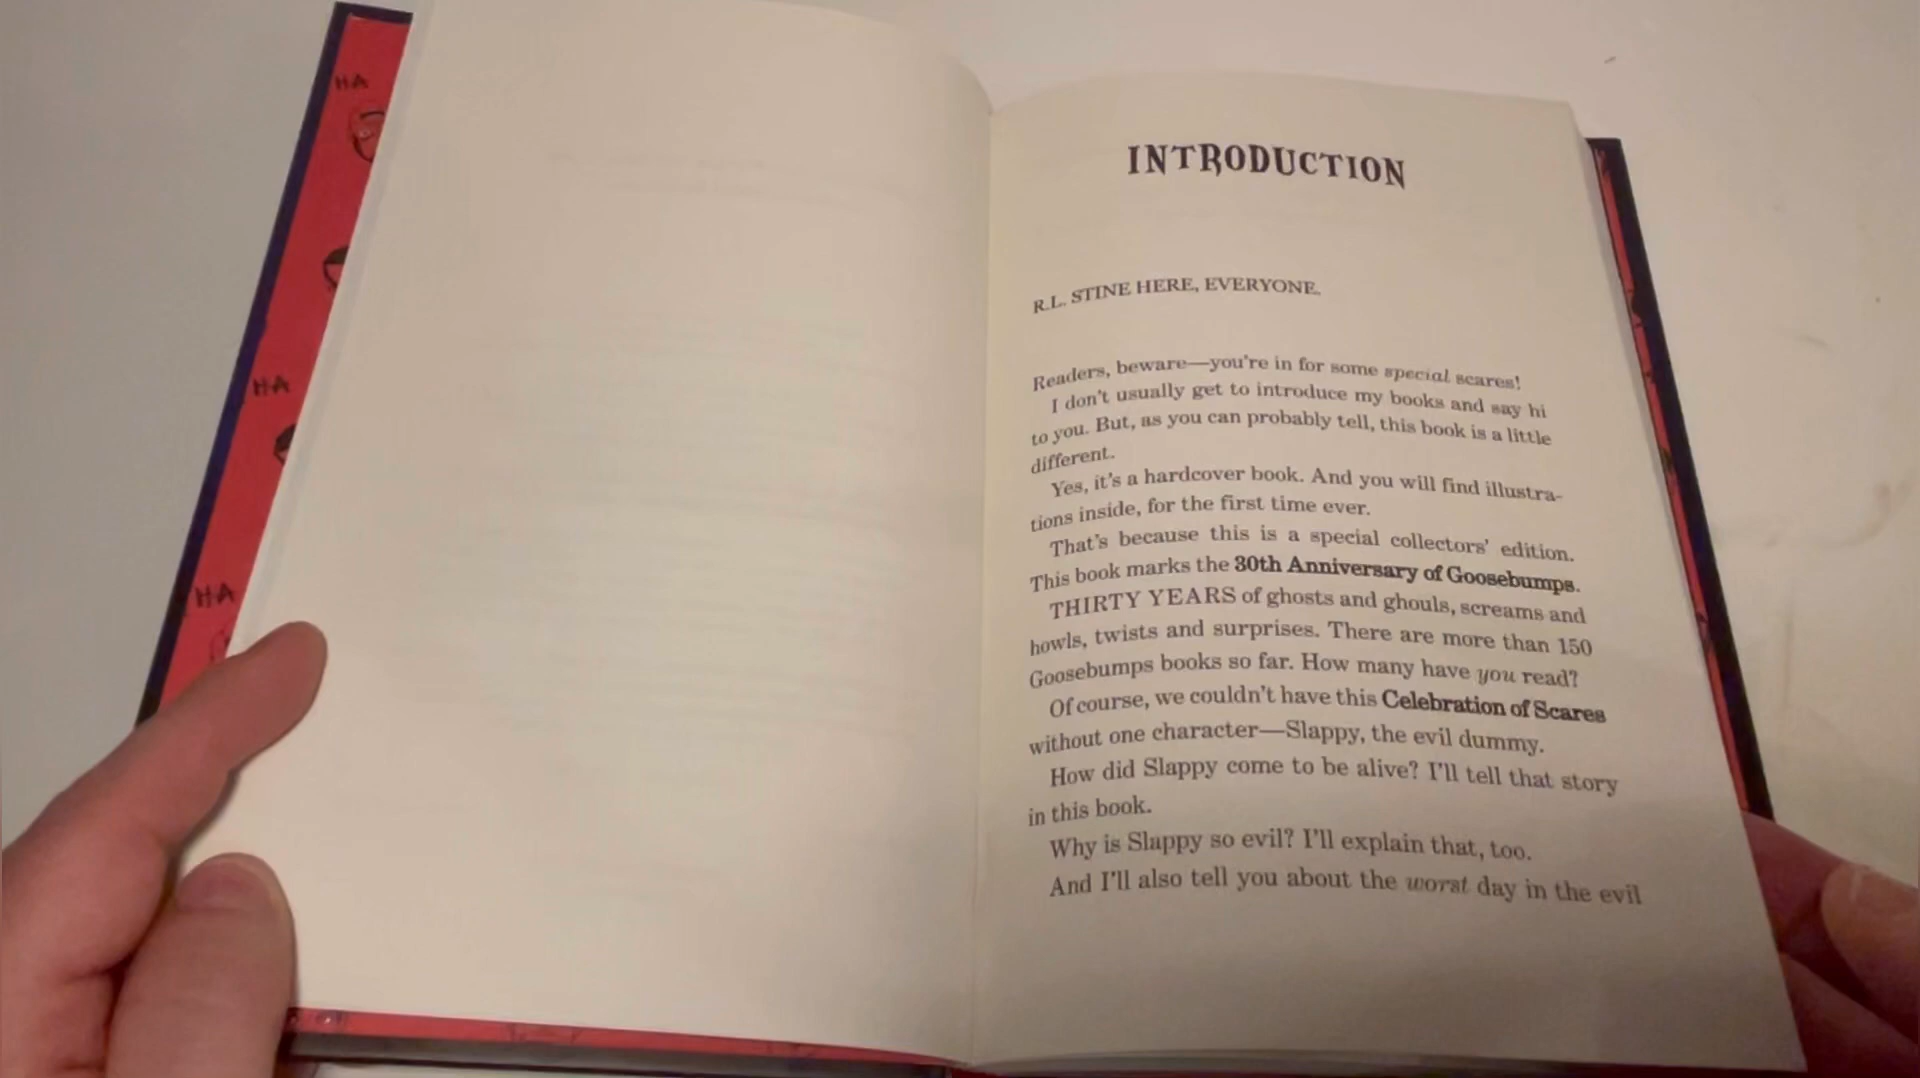 HA
HA
HA
INTRODUCTION
R.L. STINE HERE, EVERYONE.
Readers, beware—you're in for some special scares!
I don't usually get to introduce my books and say hi
to you. But, as you can probably tell, this book is a little
different.
Yes, it's a hardcover book. And you will find illustra-
tions inside, for the first time ever.
That's because this is a special collectors' edition.
This book marks the 30th Anniversary of Goosebumps.
THIRTY YEARS of ghosts and ghouls, screams and
howls, twists and surprises. There are more than 150
Goosebumps books so far. How many have you read?
Of course, we couldn't have this Celebration of Scares
without one character—Slappy, the evil dummy.
How did Slappy come to be alive? I'll tell that story
in this book.
Why is Slappy so evil? I'll explain that, too.
And I'll also tell you about the worst day in the evil